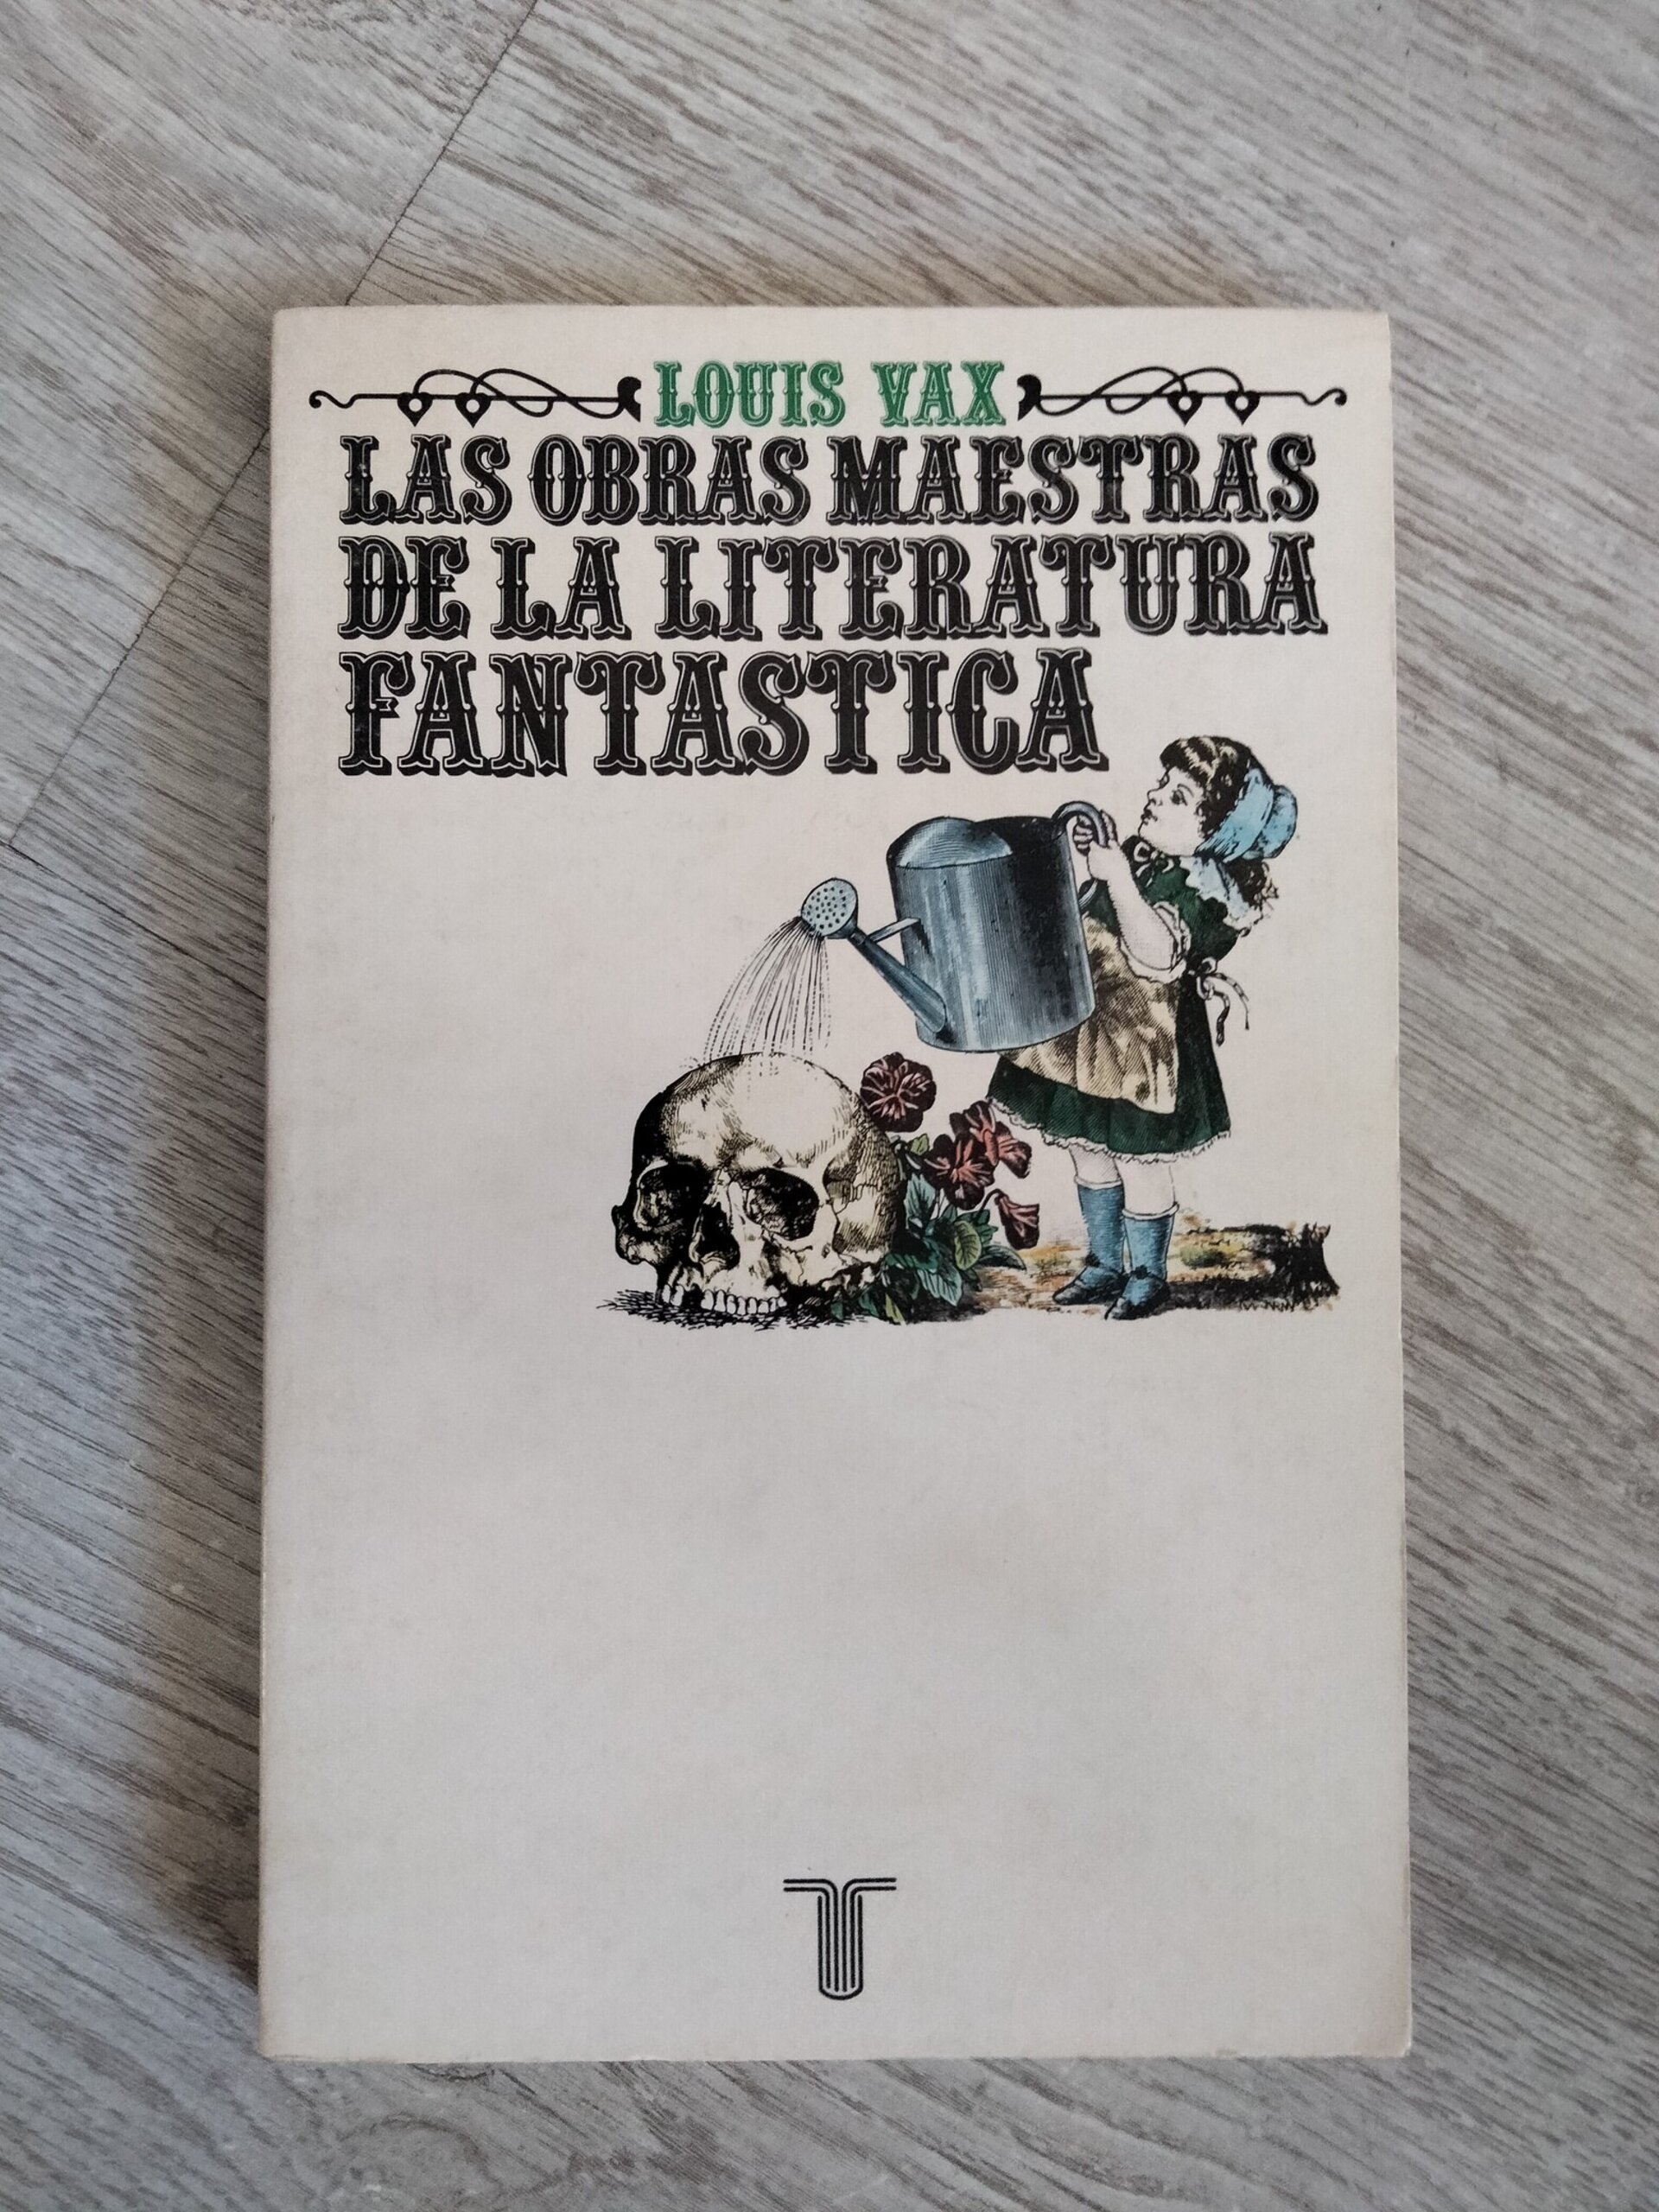 LOUIS VAX
LAS OBRAS MAESTRAS
DE LA LITERATURA
FANTASTICA
T